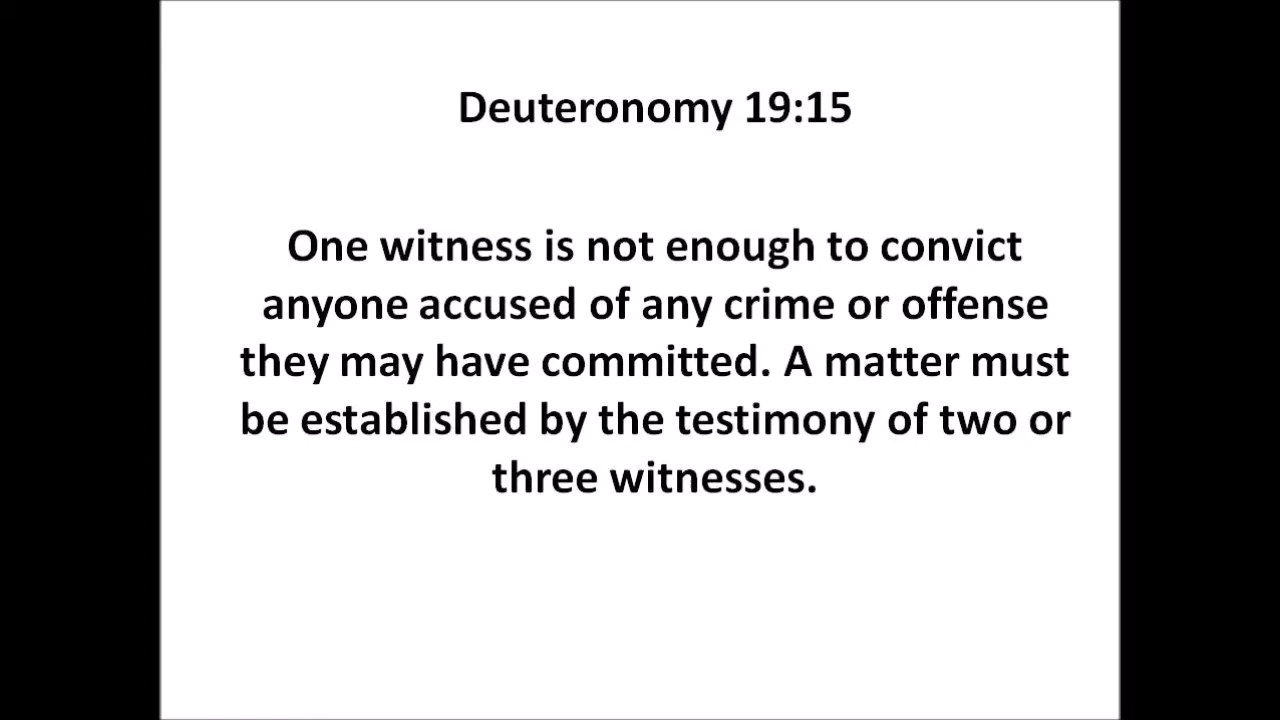 Deuteronomy 19:15
One witness is not enough to convict
anyone accused of any crime or offense
they may have committed. A matter must
be established by the testimony of two or
three witnesses.